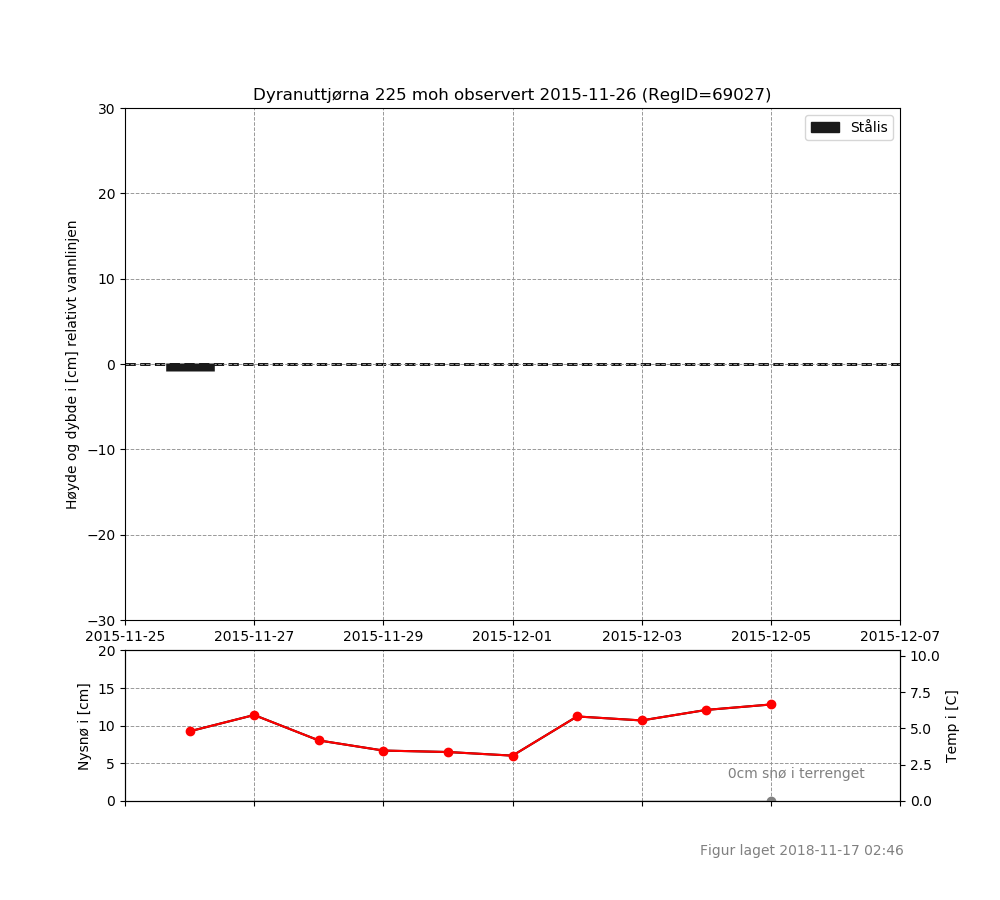 Dyranuttjørna 225 moh observert 2015-11-26 (RegID=69027)
Stålis
Høyde og dybde i [cm] relativt vannlinjen
30
20
10
0
−10
−20
−30
2015-11-25 2015-11-27 2015-11-29 2015-12-01 2015-12-03 2015-12-05 2015-12-07
Nysnø i [cm]
20
15
10
5
0
10.0
7.5
5.0
2.5
0.0
Temp i [C]
0cm snø i terrenget
Figur laget 2018-11-17 02:46